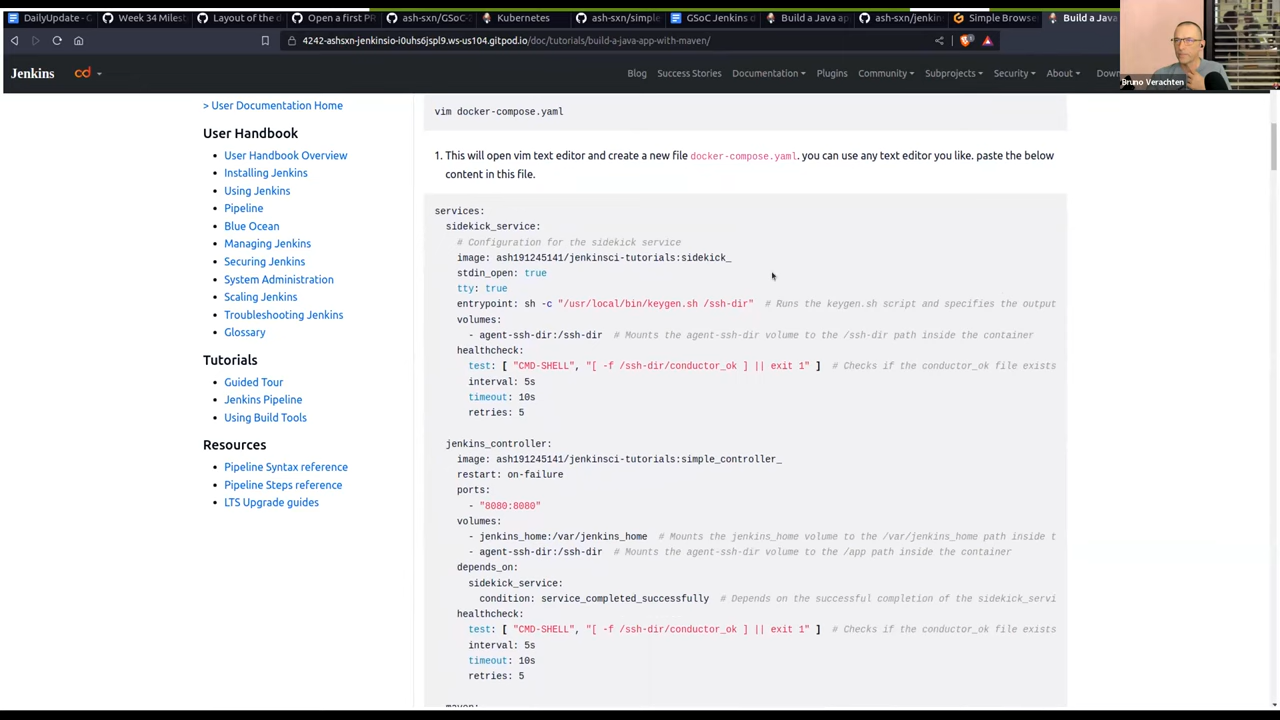 DailyUpdate - G
Week 34 Milest
Layout of the d
Open a first PR
ash-sxn/GSoC-
Kubernetes
ash-sxn/simple
GSoC Jenkins d
Build a Java ap
ash-sxn/jenkin
Simple Browse
Build a Java
4242-ashsxn-jenkinsio-i0uhs6jspl9.ws-us104.gitpod.io/doc/tutorials/build-a-java-app-with-maven/
Bruno Verachten
Jenkins
cd
Blog
Success Stories
Documentation
Plugins
Community
Subprojects
Security
About
Down
> User Documentation Home
User Handbook
User Handbook Overview
Installing Jenkins
Using Jenkins
Pipeline
Blue Ocean
Managing Jenkins
Securing Jenkins
System Administration
Scaling Jenkins
Troubleshooting Jenkins
Glossary
Tutorials
Guided Tour
Jenkins Pipeline
Using Build Tools
Resources
Pipeline Syntax reference
Pipeline Steps reference
LTS Upgrade guides
vim docker-compose.yaml
1. This will open vim text editor and create a new file docker-compose.yaml. you can use any text editor you like. paste the below
content in this file.
services:
sidekick_service:
# Configuration for the sidekick service
image: ash191245141/jenkinsci-tutorials:sidekick_
stdin_open: true
tty: true
entrypoint: sh -c "/usr/local/bin/keygen.sh /ssh-dir" # Runs the keygen.sh script and specifies the output
volumes:
- agent-ssh-dir:/ssh-dir # Mounts the agent-ssh-dir volume to the /ssh-dir path inside the container
healthcheck:
test: [ "CMD-SHELL", "[ -f /ssh-dir/conductor_ok ] || exit 1" ] # Checks if the conductor_ok file exists
interval: 5s
timeout: 10s
retries: 5
jenkins_controller:
image: ash191245141/jenkinsci-tutorials:simple_controller_
restart: on-failure
ports:
- "8080:8080"
volumes:
- jenkins_home:/var/jenkins_home # Mounts the jenkins_home volume to the /var/jenkins_home path inside t
- agent-ssh-dir:/ssh-dir # Mounts the agent-ssh-dir volume to the /app path inside the container
depends_on:
sidekick_service:
condition: service_completed_successfully # Depends on the successful completion of the sidekick_servi
healthcheck:
test: [ "CMD-SHELL", "[ -f /ssh-dir/conductor_ok ] || exit 1" ] # Checks if the conductor_ok file exists
interval: 5s
timeout: 10s
retries: 5